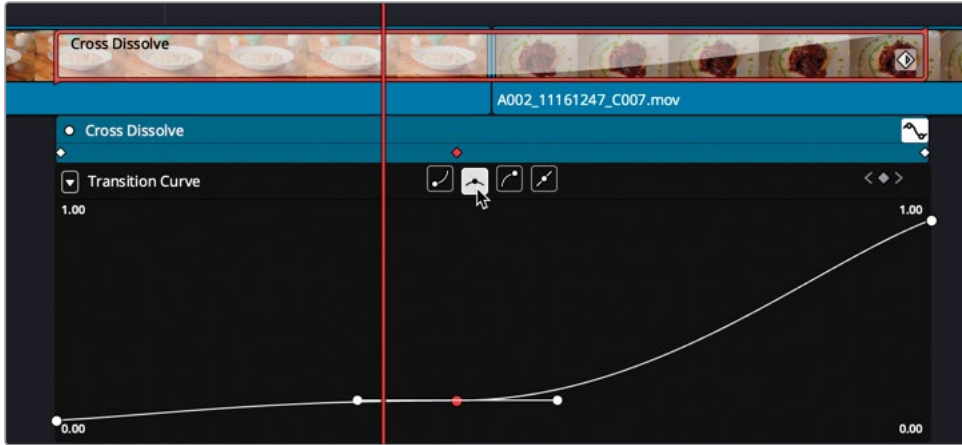 Cross Dissolve
A002_11161247_C007.mov
Cross Dissolve
Transition Curve
1.00 1.00
0.00 0.00